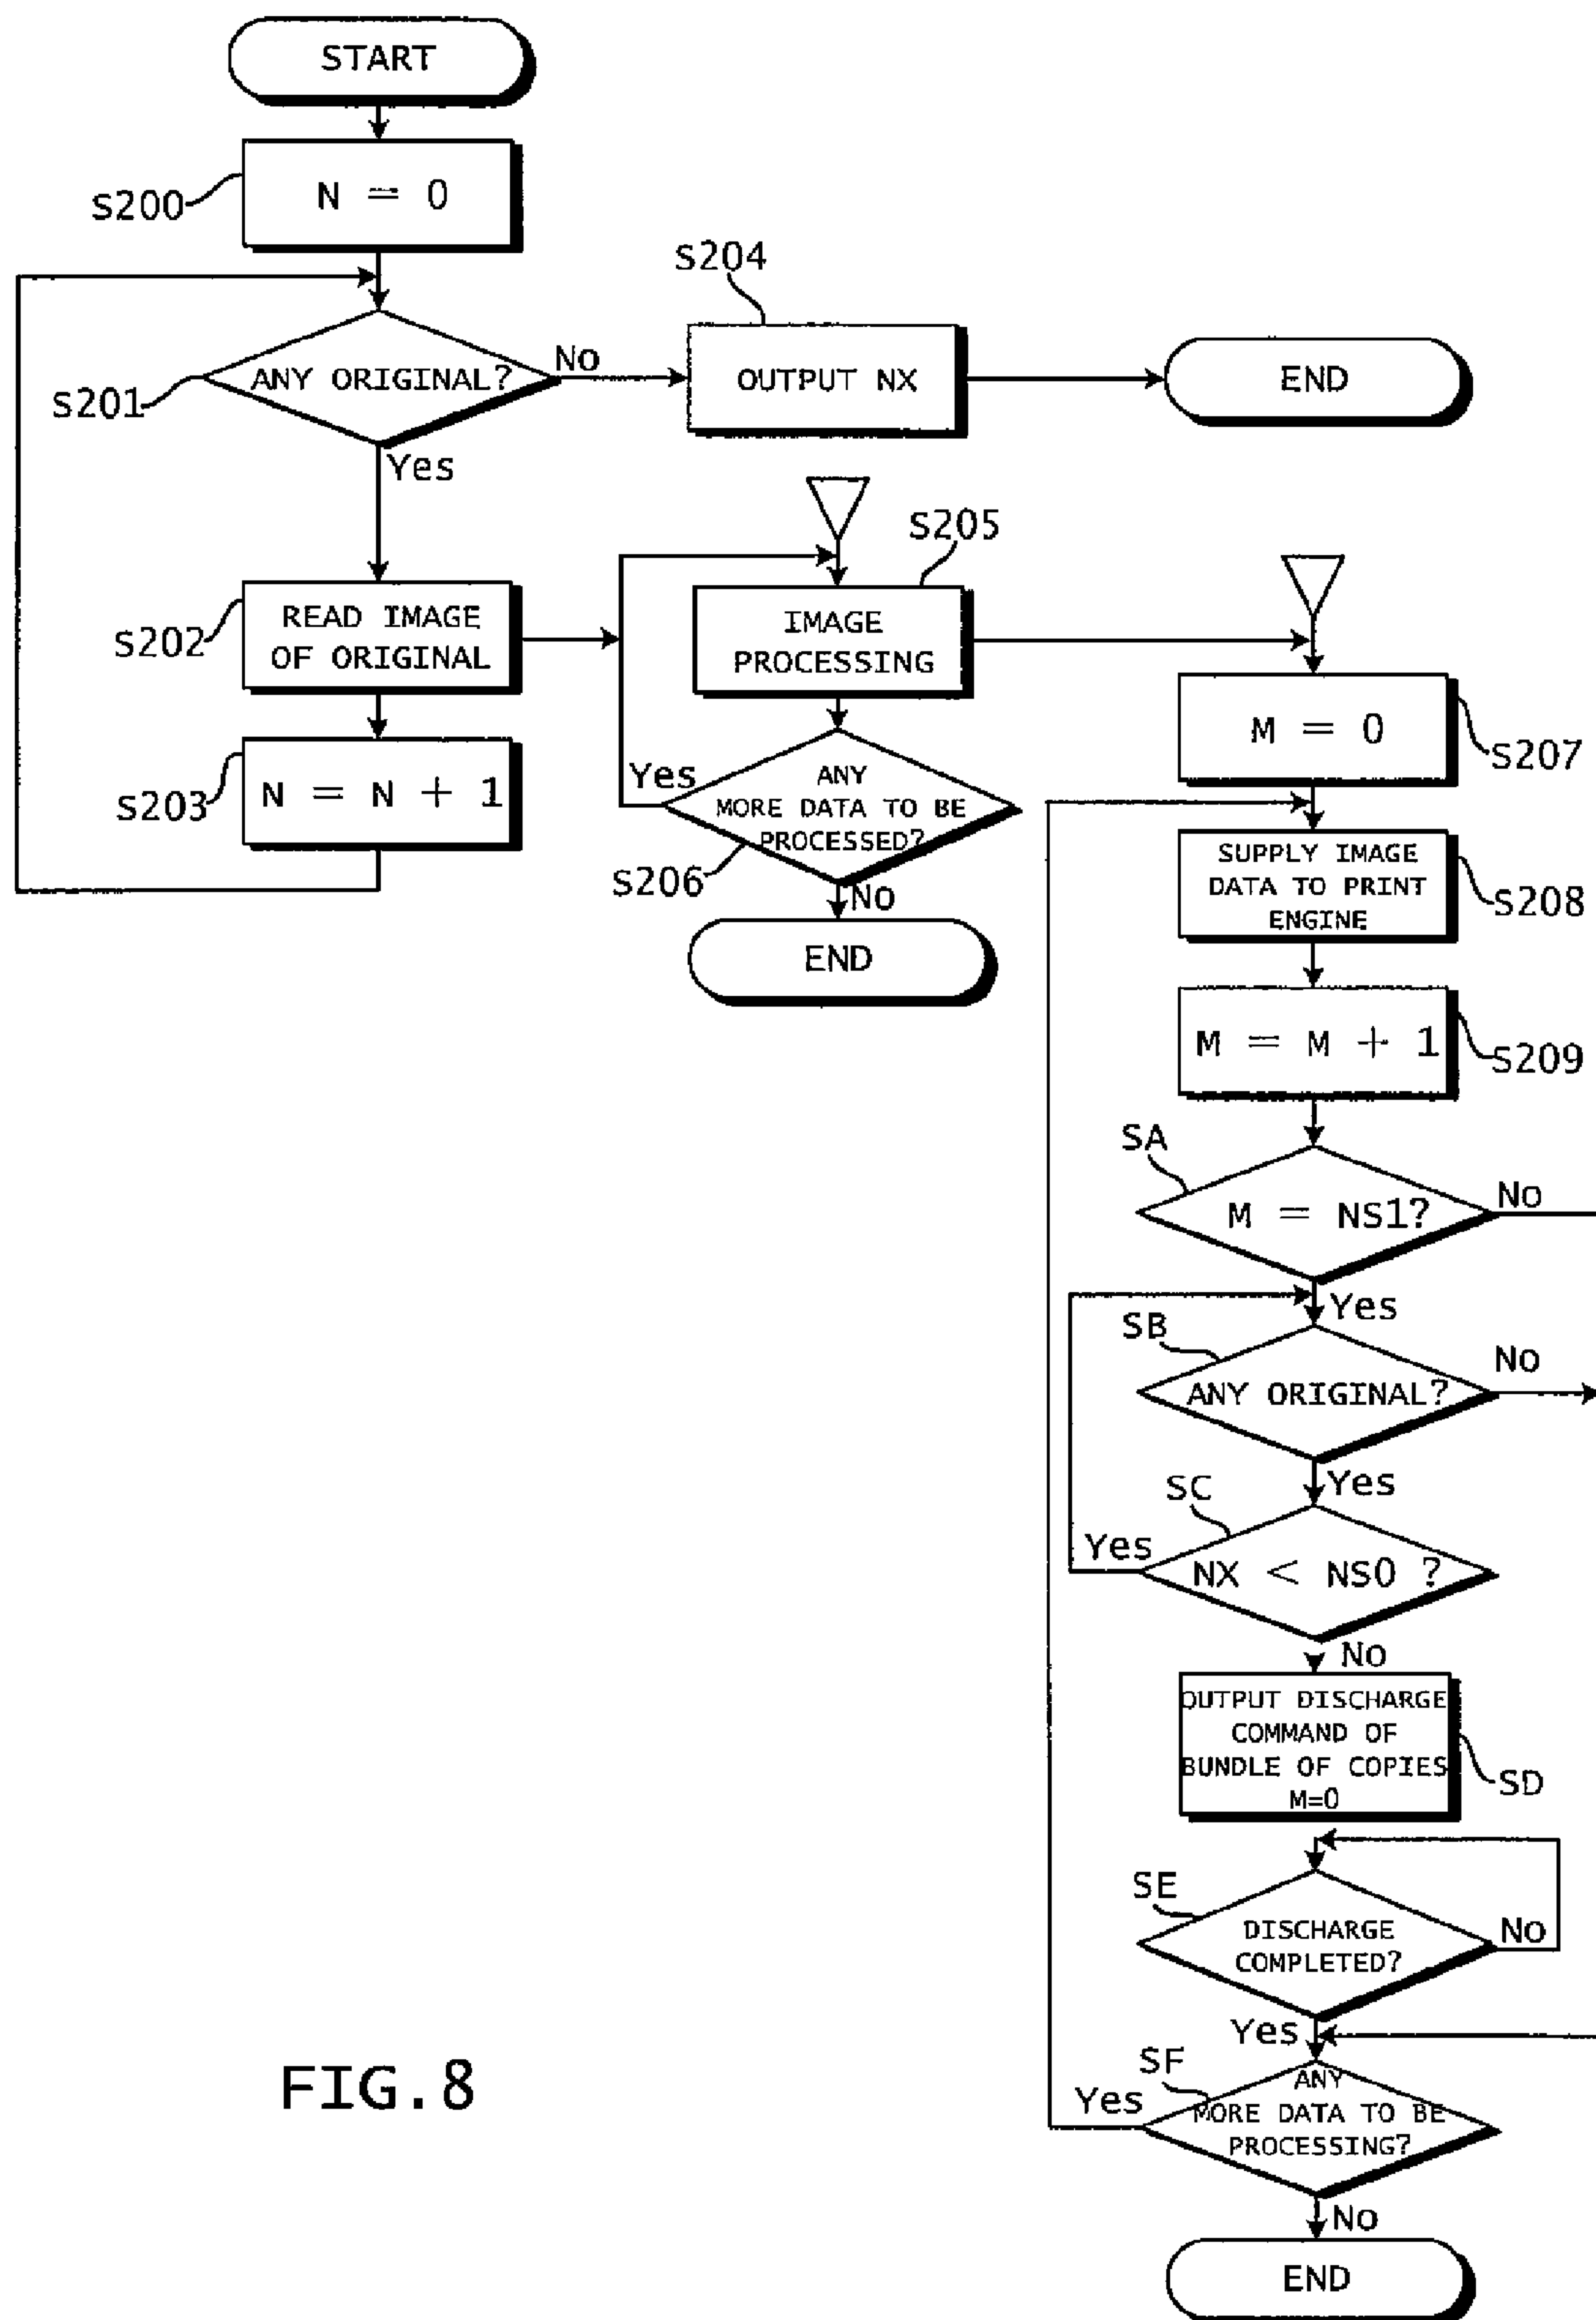 START
S200
N = 0
S201
ANY ORIGINAL?
No
Yes
S204
OUTPUT NX
END
S202
READ IMAGE
OF ORIGINAL
S203
N = N + 1
S205
IMAGE
PROCESSING
Yes
ANY
MORE DATA TO BE
PROCESSED?
S206
No
END
M = 0
S207
SUPPLY IMAGE
DATA TO PRINT
ENGINE
S208
M = M + 1
S209
SA
M = NS1?
No
Yes
SB
ANY ORIGINAL?
No
Yes
SC
Yes
NX < NS0 ?
No
OUTPUT DISCHARGE
COMMAND OF
BUNDLE OF COPIES
M=0
SD
SE
DISCHARGE
COMPLETED?
No
Yes
SF
Yes
ANY
MORE DATA TO BE
PROCESSING?
No
END
FIG.8